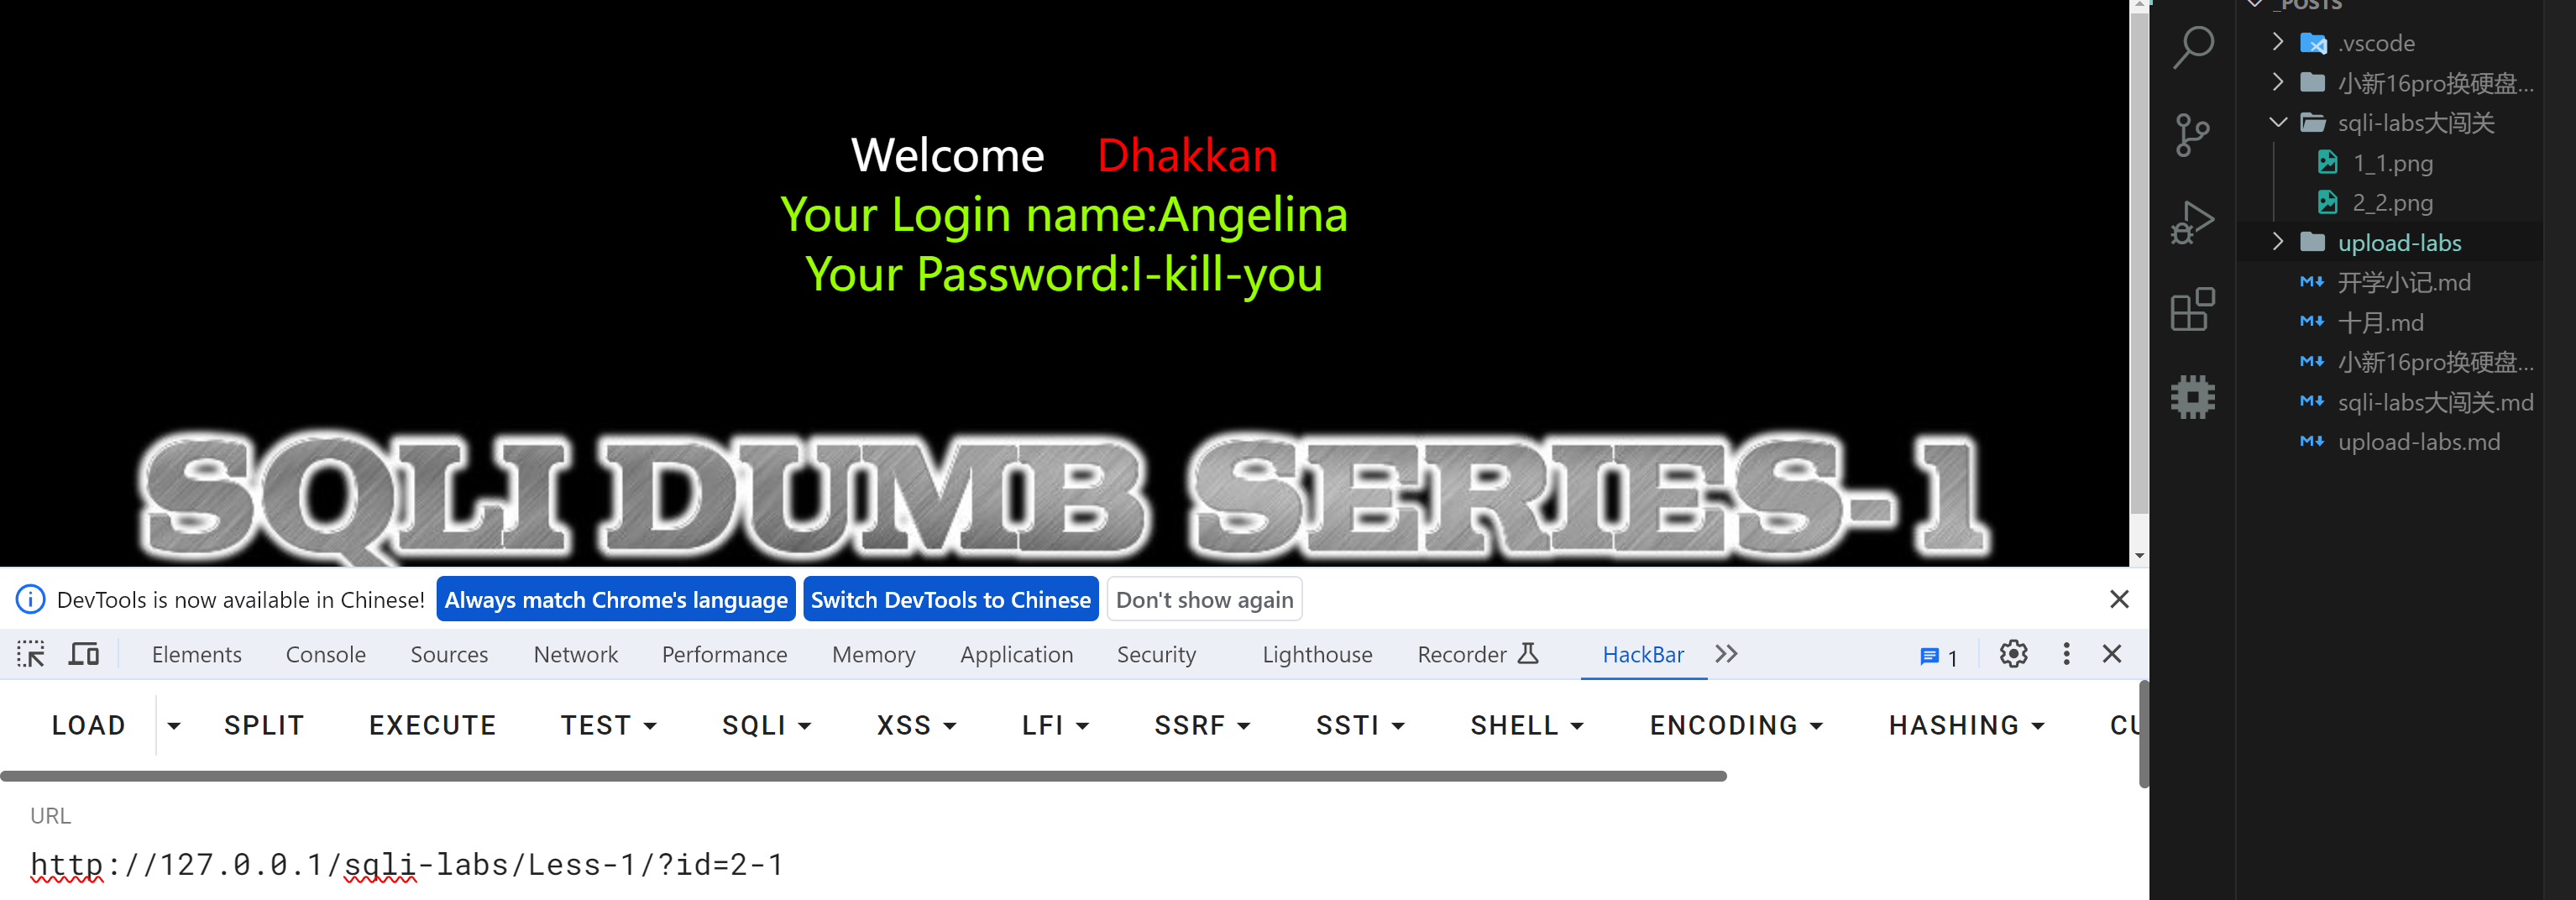 Welcome Dhakkan
Your Login name:Angelina
Your Password:I-kill-you
SQLI DUMB SERIES-1
DevTools is now available in Chinese! Always match Chrome's language Switch DevTools to Chinese Don't show again
Elements Console Sources Network Performance Memory Application Security Lighthouse Recorder HackBar 1
LOAD SPLIT EXECUTE TEST SQLI XSS LFI SSRF SSTI SHELL ENCODING HASHING CU
URL
http://127.0.0.1/sqli-labs/Less-1/?id=2-1
_POSTS
.vscode
小新16pro换硬盘...
sqli-labs大闯关
1_1.png
2_2.png
upload-labs
开学小记.md
十月.md
小新16pro换硬盘...
sqli-labs大闯关.md
upload-labs.md